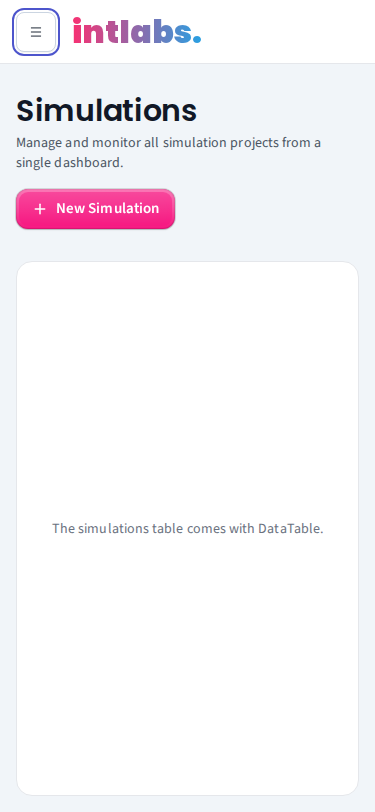 intlabs.
Simulations
Manage and monitor all simulation projects from a
single dashboard.
New Simulation
The simulations table comes with DataTable.